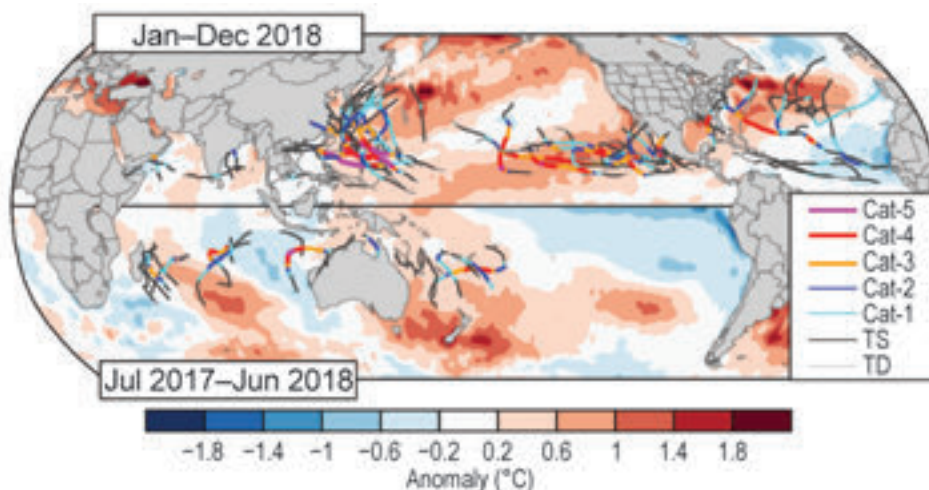 Jan–Dec 2018
Cat-5
Cat-4
Cat-3
Cat-2
Cat-1
TS
TD
Jul 2017–Jun 2018
−1.8 −1.4 −1 −0.6 −0.2 0.2 0.6 1 1.4 1.8
Anomaly (°C)